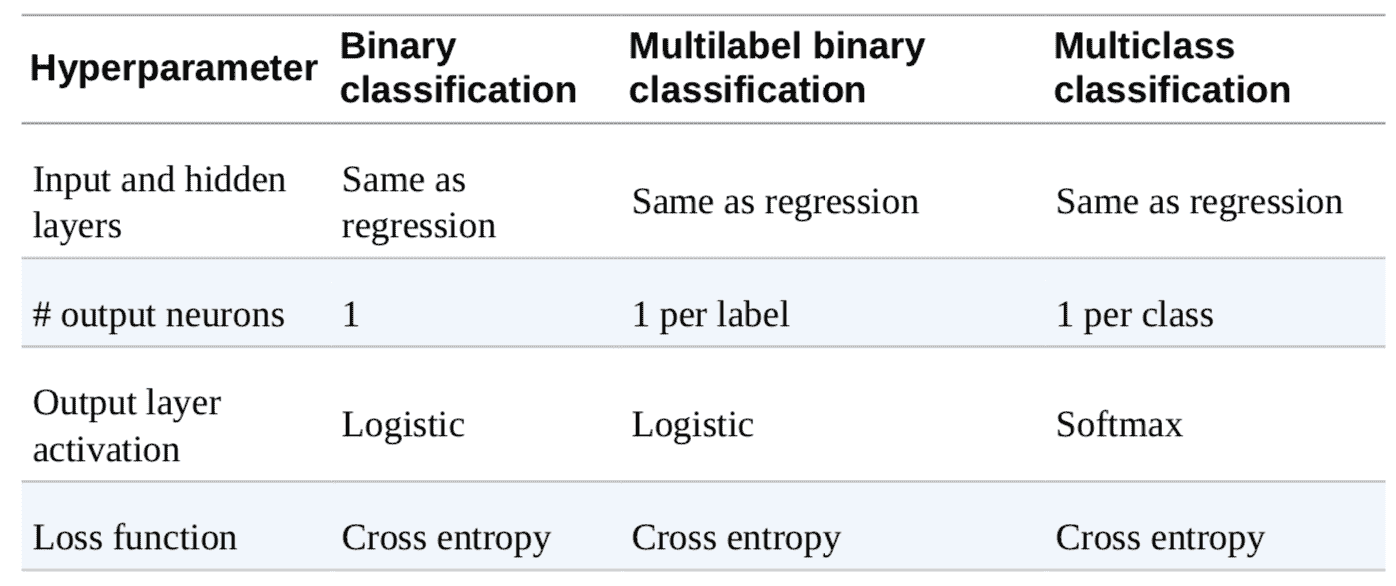 Hyperparameter
Binary
classification
Multilabel binary
classification
Multiclass
classification
Input and hidden
layers
Same as
regression
Same as regression
Same as regression
# output neurons
1
1 per label
1 per class
Output layer
activation
Logistic
Logistic
Softmax
Loss function
Cross entropy
Cross entropy
Cross entropy